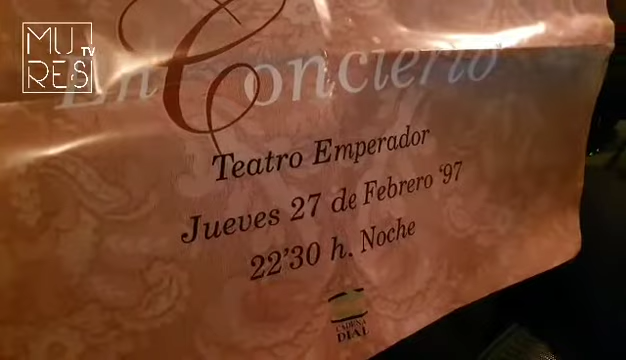 MU
TV
RES
En Concierto
Teatro Emperador
Jueves 27 de Febrero '97
22'30 h. Noche
CADENA
DIAL